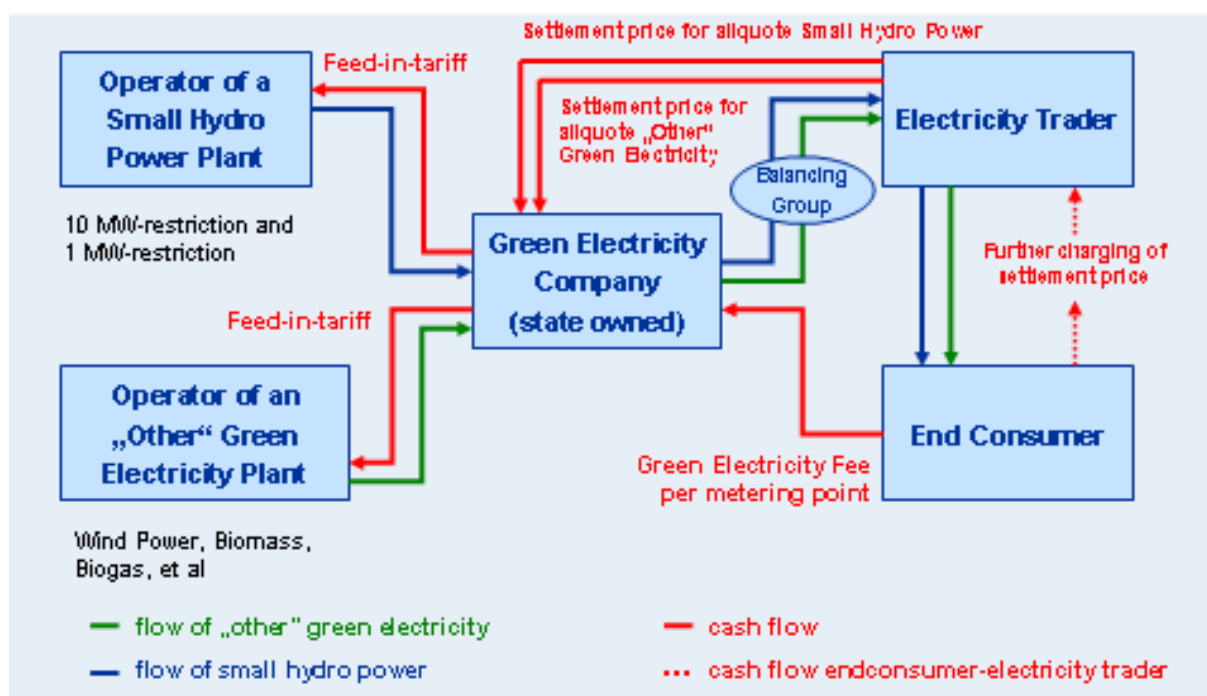 Settlement price for aliquote Small Hydro Power
Feed-in-tariff
Operator of a
Small Hydro
Power Plant
Settlement price for
aliquote „Other"
Green Electricity
Electricity Trader
Balancing
Group
10 MW-restriction and
1 MW-restriction
Green Electricity
Company
(state owned)
Further charging of
settlement price
Feed-in-tariff
Operator of an
„Other“ Green
Electricity Plant
End Consumer
Green Electricity Fee
per metering point
Wind Power, Biomass,
Biogas, et al
flow of „other" green electricity
cash flow
flow of small hydro power
cash flow endconsumer-electricity trader